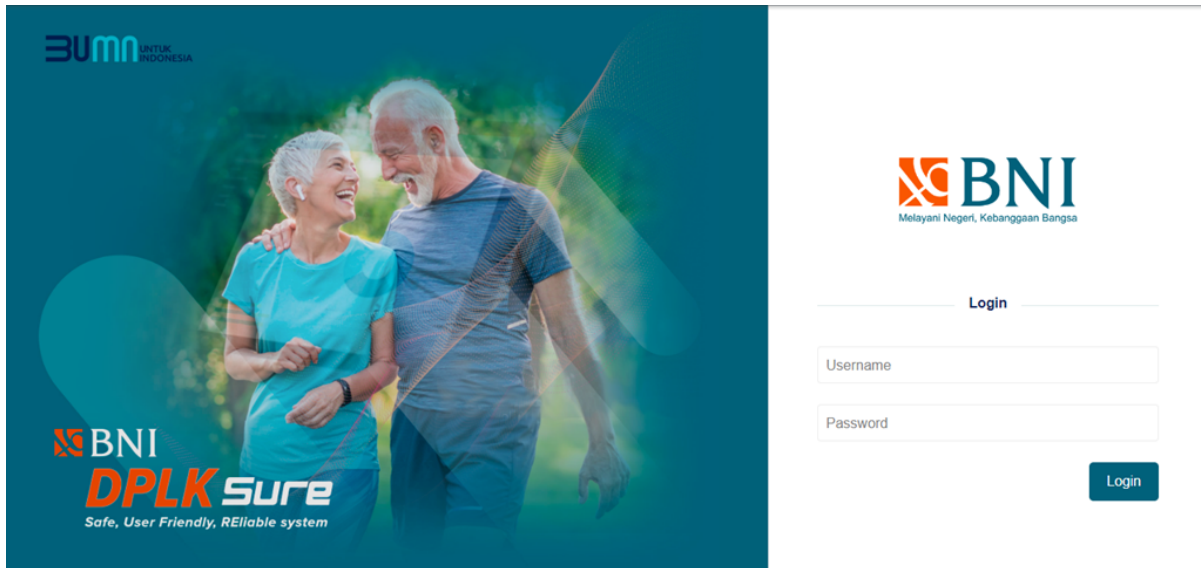 BUMN UNTUK
INDONESIA
BNI
DPLK Sure
Safe, User Friendly, REliable system
BNI
Melayani Negeri, Kebanggaan Bangsa
Login
Username
Password
Login